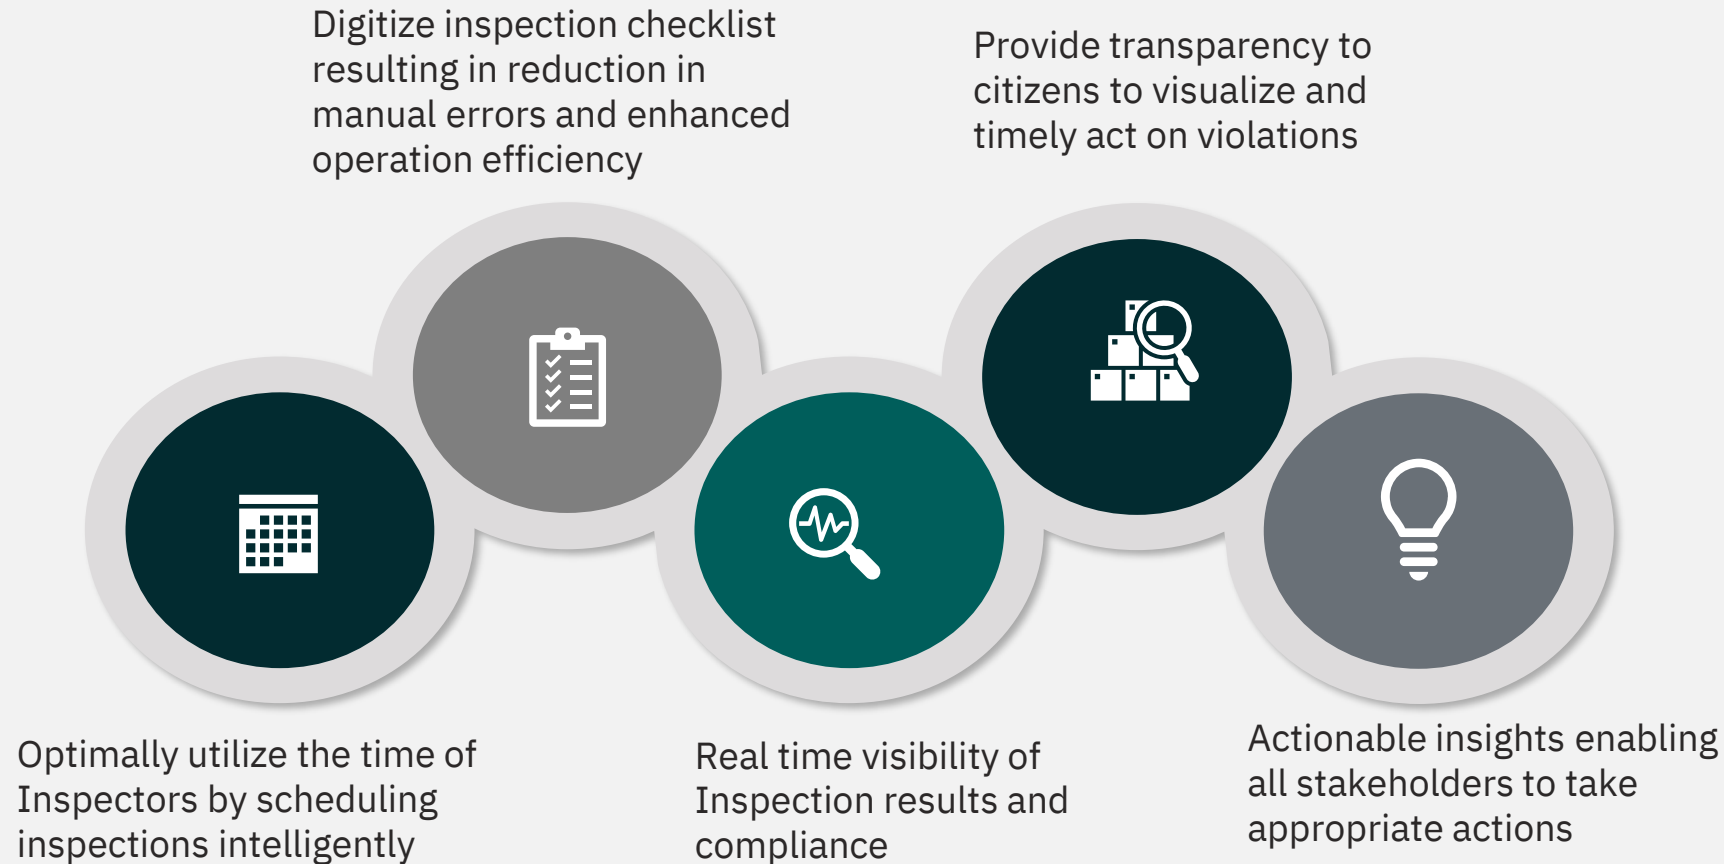 Digitize inspection checklist
resulting in reduction in
manual errors and enhanced
operation efficiency
Provide transparency to
citizens to visualize and
timely act on violations
Optimally utilize the time of
Inspectors by scheduling
inspections intelligently
Real time visibility of
Inspection results and
compliance
Actionable insights enabling
all stakeholders to take
appropriate actions